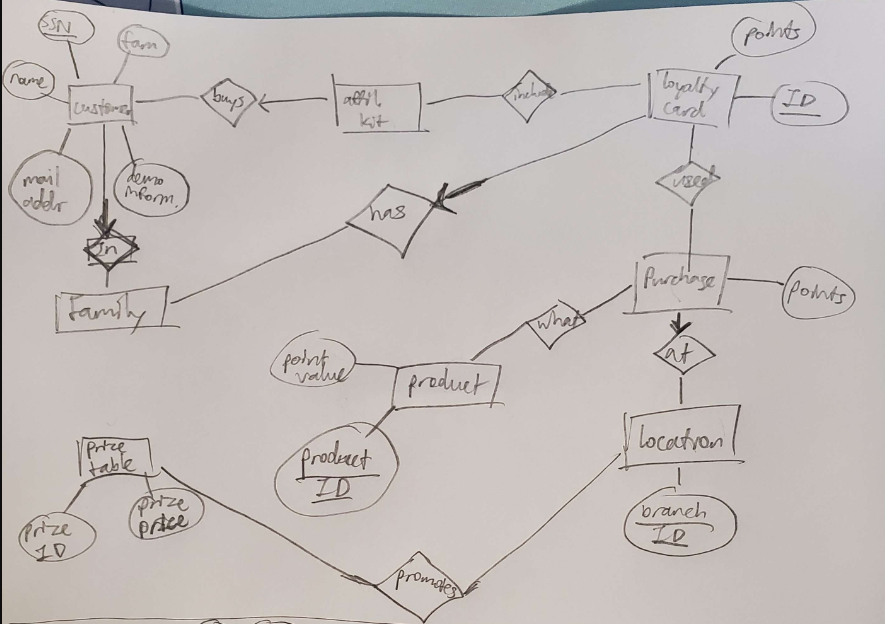 SSN
fam
name
customer
buys
affil.
kit
include
loyalty
card
points
ID
mail
addr
demo
inform.
in
has
used
family
Purchase
points
what
at
point
value
product
product
ID
location
branch
ID
prize
table
prize
ID
prize
price
promotes